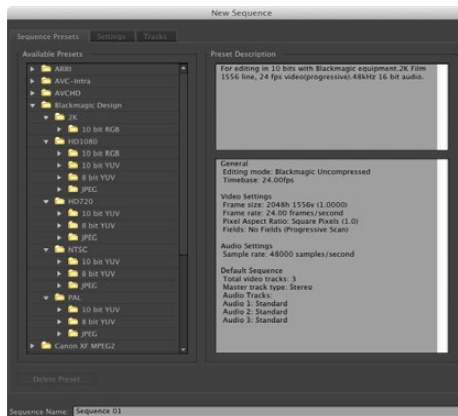 New Sequence
Sequence Presets Settings Tracks
Available Presets
ARRI
AVC-Intra
AVCHD
Blackmagic Design
2K
10 bit RGB
HD1080
10 bit RGB
10 bit YUV
8 bit YUV
JPEG
HD720
10 bit YUV
8 bit YUV
JPEG
NTSC
10 bit YUV
8 bit YUV
JPEG
PAL
10 bit YUV
8 bit YUV
JPEG
Canon XF MPEG2
Delete Preset
Preset Description
For editing in 10 bits with Blackmagic equipment.2K Film
1556 line, 24 fps video(progressive).48kHz 16 bit audio.
General
Editing mode: Blackmagic Uncompressed
Timebase: 24.00fps
Video Settings
Frame size: 2048h 1556v (1.0000)
Frame rate: 24.00 frames/second
Pixel Aspect Ratio: Square Pixels (1.0)
Fields: No Fields (Progressive Scan)
Audio Settings
Sample rate: 48000 samples/second
Default Sequence
Total video tracks: 3
Master track type: Stereo
Audio Tracks:
Audio 1: Standard
Audio 2: Standard
Audio 3: Standard
Sequence Name: Sequence 01